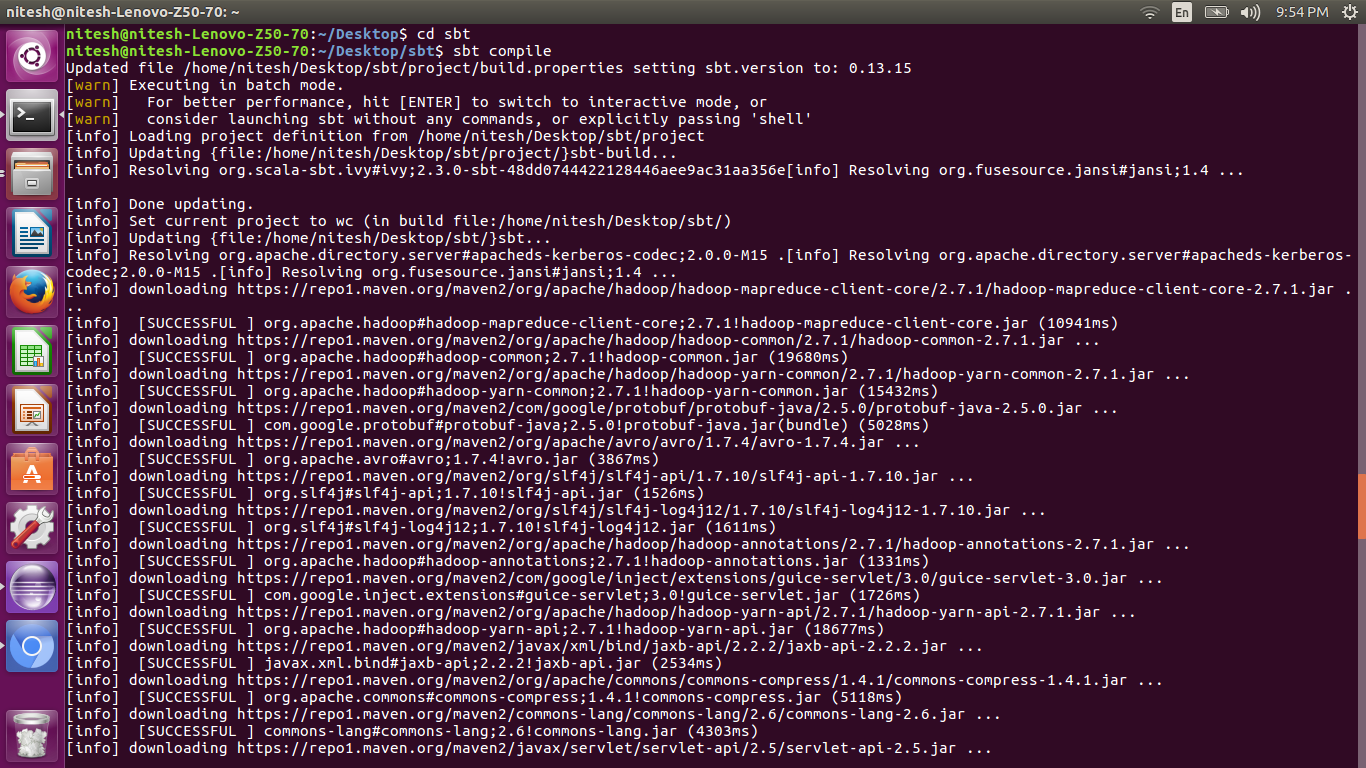 nitesh@nitesh-Lenovo-Z50-70: ~
En
9:54 PM
nitesh@nitesh-Lenovo-Z50-70:~/Desktop$ cd sbt
nitesh@nitesh-Lenovo-Z50-70:~/Desktop/sbt$ sbt compile
Updated file /home/nitesh/Desktop/sbt/project/build.properties setting sbt.version to: 0.13.15
[warn] Executing in batch mode.
[warn]   For better performance, hit [ENTER] to switch to interactive mode, or
[warn]   consider launching sbt without any commands, or explicitly passing 'shell'
[info] Loading project definition from /home/nitesh/Desktop/sbt/project
[info] Updating {file:/home/nitesh/Desktop/sbt/project/}sbt-build...
[info] Resolving org.scala-sbt.ivy#ivy;2.3.0-sbt-48dd0744422128446aee9ac31aa356e[info] Resolving org.fusesource.jansi#jansi;1.4 ...
[info] Done updating.
[info] Set current project to wc (in build file:/home/nitesh/Desktop/sbt/)
[info] Updating {file:/home/nitesh/Desktop/sbt/}sbt...
[info] Resolving org.apache.directory.server#apacheds-kerberos-codec;2.0.0-M15 .[info] Resolving org.apache.directory.server#apacheds-kerberos-
codec;2.0.0-M15 .[info] Resolving org.fusesource.jansi#jansi;1.4 ...
[info] downloading https://repo1.maven.org/maven2/org/apache/hadoop/hadoop-mapreduce-client-core/2.7.1/hadoop-mapreduce-client-core-2.7.1.jar .
..
[info]  [SUCCESSFUL ] org.apache.hadoop#hadoop-mapreduce-client-core;2.7.1!hadoop-mapreduce-client-core.jar (10941ms)
[info] downloading https://repo1.maven.org/maven2/org/apache/hadoop/hadoop-common/2.7.1/hadoop-common-2.7.1.jar ...
[info]  [SUCCESSFUL ] org.apache.hadoop#hadoop-common;2.7.1!hadoop-common.jar (19680ms)
[info] downloading https://repo1.maven.org/maven2/org/apache/hadoop/hadoop-yarn-common/2.7.1/hadoop-yarn-common-2.7.1.jar ...
[info]  [SUCCESSFUL ] org.apache.hadoop#hadoop-yarn-common;2.7.1!hadoop-yarn-common.jar (15432ms)
[info] downloading https://repo1.maven.org/maven2/com/google/protobuf/protobuf-java/2.5.0/protobuf-java-2.5.0.jar ...
[info]  [SUCCESSFUL ] com.google.protobuf#protobuf-java;2.5.0!protobuf-java.jar(bundle) (5028ms)
[info] downloading https://repo1.maven.org/maven2/org/apache/avro/avro/1.7.4/avro-1.7.4.jar ...
[info]  [SUCCESSFUL ] org.apache.avro#avro;1.7.4!avro.jar (3867ms)
[info] downloading https://repo1.maven.org/maven2/org/slf4j/slf4j-api/1.7.10/slf4j-api-1.7.10.jar ...
[info]  [SUCCESSFUL ] org.slf4j#slf4j-api;1.7.10!slf4j-api.jar (1526ms)
[info] downloading https://repo1.maven.org/maven2/org/slf4j/slf4j-log4j12/1.7.10/slf4j-log4j12-1.7.10.jar ...
[info]  [SUCCESSFUL ] org.slf4j#slf4j-log4j12;1.7.10!slf4j-log4j12.jar (1611ms)
[info] downloading https://repo1.maven.org/maven2/org/apache/hadoop/hadoop-annotations/2.7.1/hadoop-annotations-2.7.1.jar ...
[info]  [SUCCESSFUL ] org.apache.hadoop#hadoop-annotations;2.7.1!hadoop-annotations.jar (1331ms)
[info] downloading https://repo1.maven.org/maven2/com/google/inject/extensions/guice-servlet/3.0/guice-servlet-3.0.jar ...
[info]  [SUCCESSFUL ] com.google.inject.extensions#guice-servlet;3.0!guice-servlet.jar (1726ms)
[info] downloading https://repo1.maven.org/maven2/org/apache/hadoop/hadoop-yarn-api/2.7.1/hadoop-yarn-api-2.7.1.jar ...
[info]  [SUCCESSFUL ] org.apache.hadoop#hadoop-yarn-api;2.7.1!hadoop-yarn-api.jar (18677ms)
[info] downloading https://repo1.maven.org/maven2/javax/xml/bind/jaxb-api/2.2.2/jaxb-api-2.2.2.jar ...
[info]  [SUCCESSFUL ] javax.xml.bind#jaxb-api;2.2.2!jaxb-api.jar (2534ms)
[info] downloading https://repo1.maven.org/maven2/org/apache/commons/commons-compress/1.4.1/commons-compress-1.4.1.jar ...
[info]  [SUCCESSFUL ] org.apache.commons#commons-compress;1.4.1!commons-compress.jar (5118ms)
[info] downloading https://repo1.maven.org/maven2/commons-lang/commons-lang/2.6/commons-lang-2.6.jar ...
[info]  [SUCCESSFUL ] commons-lang#commons-lang;2.6!commons-lang.jar (4303ms)
[info] downloading https://repo1.maven.org/maven2/javax/servlet/servlet-api/2.5/servlet-api-2.5.jar ...